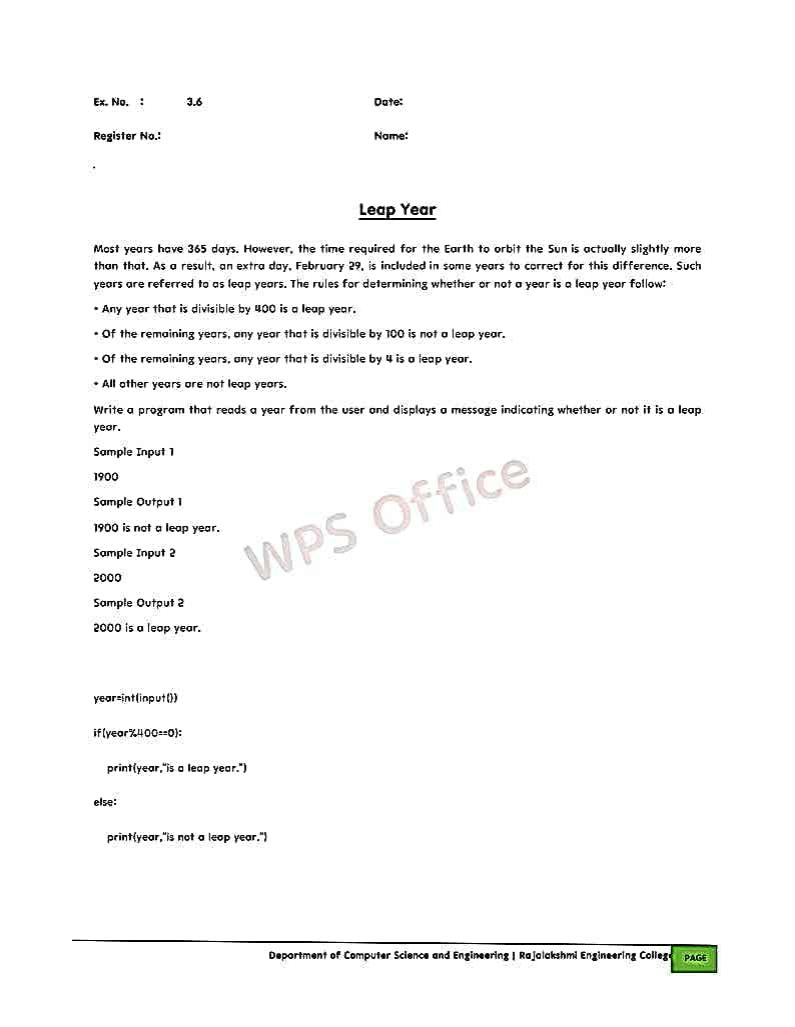 Ex. No. : 3.6 Date:
Register No.: Name:
.
Leap Year
Most years have 365 days. However, the time required for the Earth to orbit the Sun is actually slightly more
than that. As a result, an extra day, February 29, is included in some years to correct for this difference. Such
years are referred to as leap years. The rules for determining whether or not a year is a leap year follow:
• Any year that is divisible by 400 is a leap year.
• Of the remaining years, any year that is divisible by 100 is not a leap year.
• Of the remaining years, any year that is divisible by 4 is a leap year.
• All other years are not leap years.
Write a program that reads a year from the user and displays a message indicating whether or not it is a leap
year.
Sample Input 1
1900
Sample Output 1
1900 is not a leap year.
WPS Office
Sample Input 2
2000
Sample Output 2
2000 is a leap year.
year=int(input())
if(year%400==0):
print(year,"is a leap year.")
else:
print(year,"is not a leap year.")
Department of Computer Science and Engineering | Rajalakshmi Engineering College
PAGE